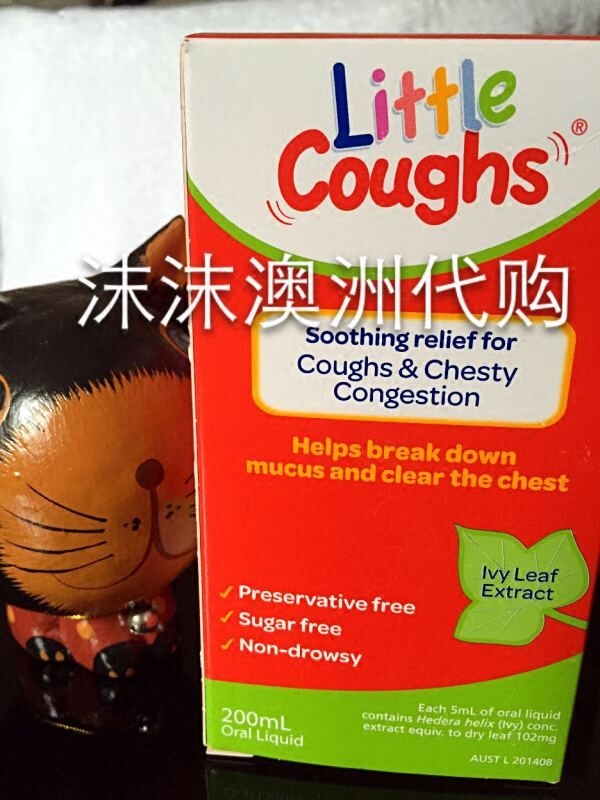 Little
Coughs®
沫沫澳洲代购
Soothing relief for
Coughs & Chesty
Congestion
Helps break down
mucus and clear the chest
Ivy Leaf
Extract
✓ Preservative free
✓ Sugar free
✓ Non-drowsy
200mL
Oral Liquid
Each 5mL of oral liquid
contains Hedera helix (Ivy) conc.
extract equiv. to dry leaf 102mg
AUST L 201408